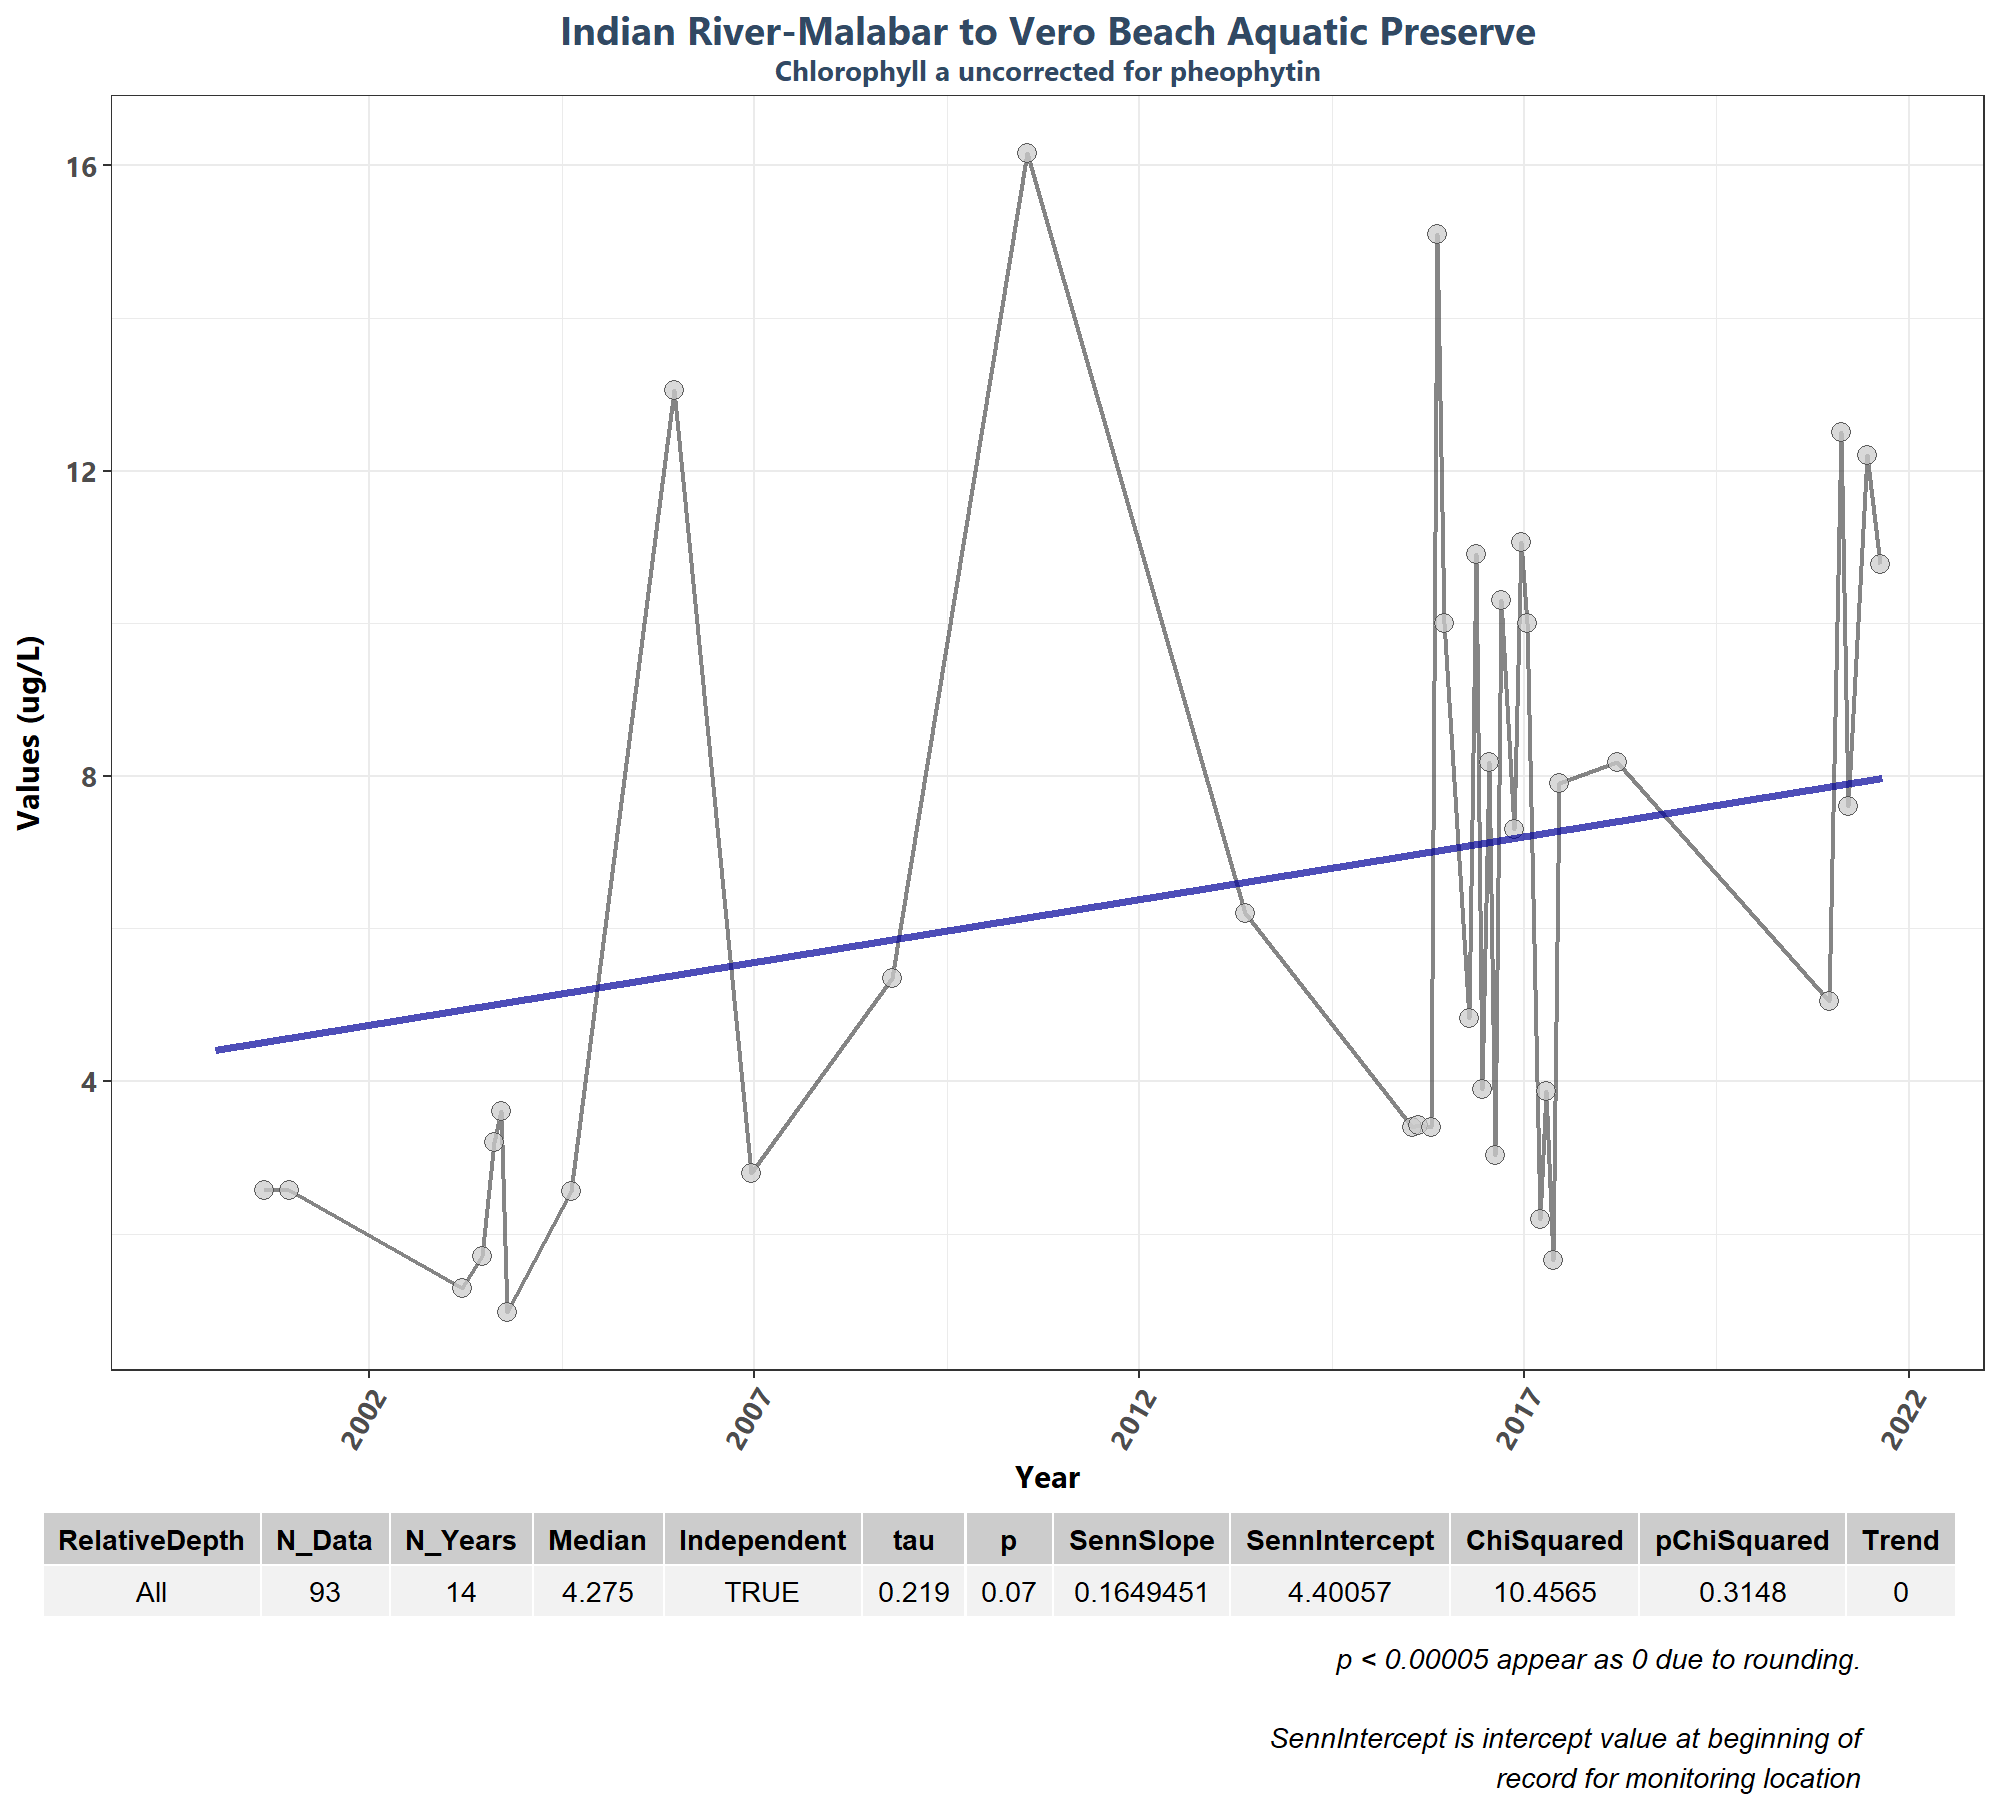 Indian River-Malabar to Vero Beach Aquatic Preserve
Chlorophyll a uncorrected for pheophytin
Values (ug/L)
16
12
8
4
2002
2007
2012
2017
2022
Year
RelativeDepth N_Data N_Years Median Independent tau p SennSlope SennIntercept ChiSquared pChiSquared Trend
All 93 14 4.275 TRUE 0.219 0.07 0.1649451 4.40057 10.4565 0.3148 0
p < 0.00005 appear as 0 due to rounding.
SennIntercept is intercept value at beginning of
record for monitoring location